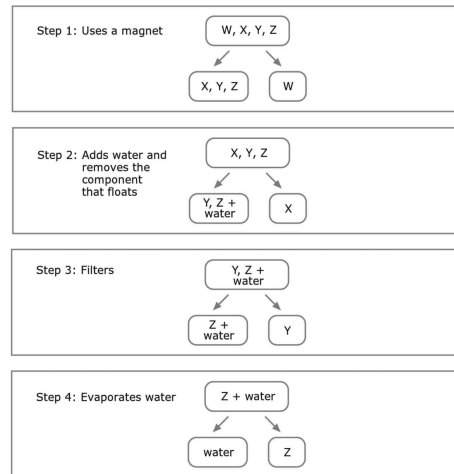 Step 1: Uses a magnet
W, X, Y, Z
X, Y, Z
W
Step 2: Adds water and
removes the
component
that floats
X, Y, Z
Y, Z +
water
X
Step 3: Filters
Y, Z +
water
Z +
water
Y
Step 4: Evaporates water
Z + water
water
Z